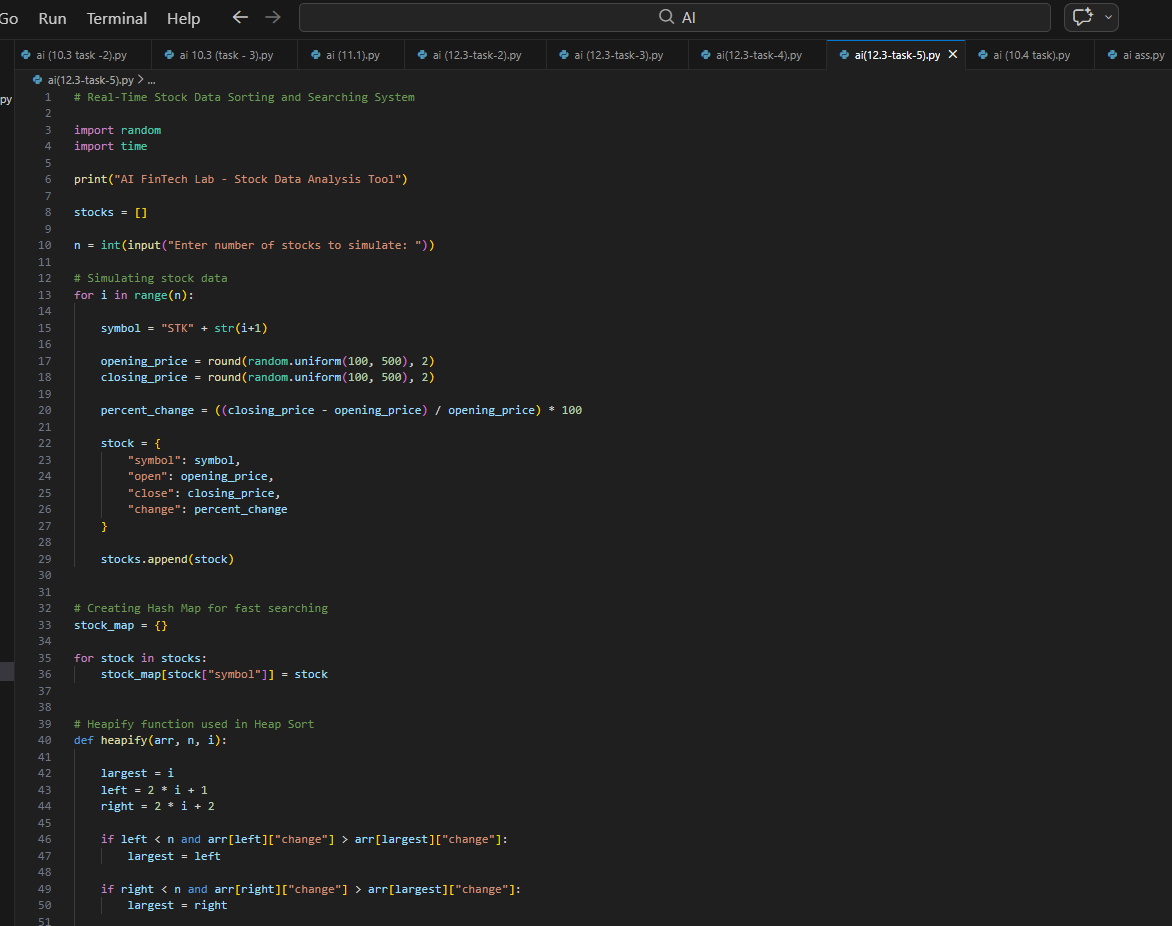 Go Run Terminal Help ← → AI
ai (10.3 task -2).py ai 10.3 (task - 3).py ai (11.1).py ai (12.3-task-2).py ai (12.3-task-3).py ai(12.3-task-4).py ai(12.3-task-5).py ai (10.4 task).py ai ass.py
ai(12.3-task-5).py > ...
py
1 # Real-Time Stock Data Sorting and Searching System
2
3 import random
4 import time
5
6 print("AI FinTech Lab - Stock Data Analysis Tool")
7
8 stocks = []
9
10 n = int(input("Enter number of stocks to simulate: "))
11
12 # Simulating stock data
13 for i in range(n):
14
15 symbol = "STK" + str(i+1)
16
17 opening_price = round(random.uniform(100, 500), 2)
18 closing_price = round(random.uniform(100, 500), 2)
19
20 percent_change = ((closing_price - opening_price) / opening_price) * 100
21
22 stock = {
23 "symbol": symbol,
24 "open": opening_price,
25 "close": closing_price,
26 "change": percent_change
27 }
28
29 stocks.append(stock)
30
31
32 # Creating Hash Map for fast searching
33 stock_map = {}
34
35 for stock in stocks:
36 stock_map[stock["symbol"]] = stock
37
38
39 # Heapify function used in Heap Sort
40 def heapify(arr, n, i):
41
42 largest = i
43 left = 2 * i + 1
44 right = 2 * i + 2
45
46 if left < n and arr[left]["change"] > arr[largest]["change"]:
47 largest = left
48
49 if right < n and arr[right]["change"] > arr[largest]["change"]:
50 largest = right
51